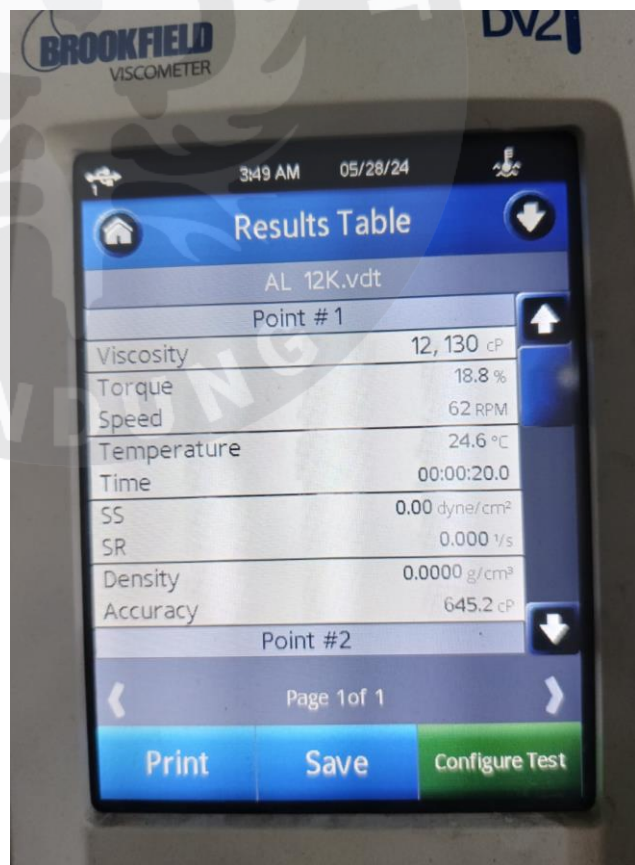 BROOKFIELD
VISCOMETER
DV2T
1
3:49 AM 05/28/24
Results Table
AL 12K.vdt
Point # 1
Viscosity 12,130 cP
Torque 18.8 %
Speed 62 RPM
Temperature 24.6 °C
Time 00:00:20.0
SS 0.00 dyne/cm²
SR 0.000 1/s
Density 0.0000 g/cm³
Accuracy 645.2 cP
Point #2
Page 1of 1
Print Save Configure Test